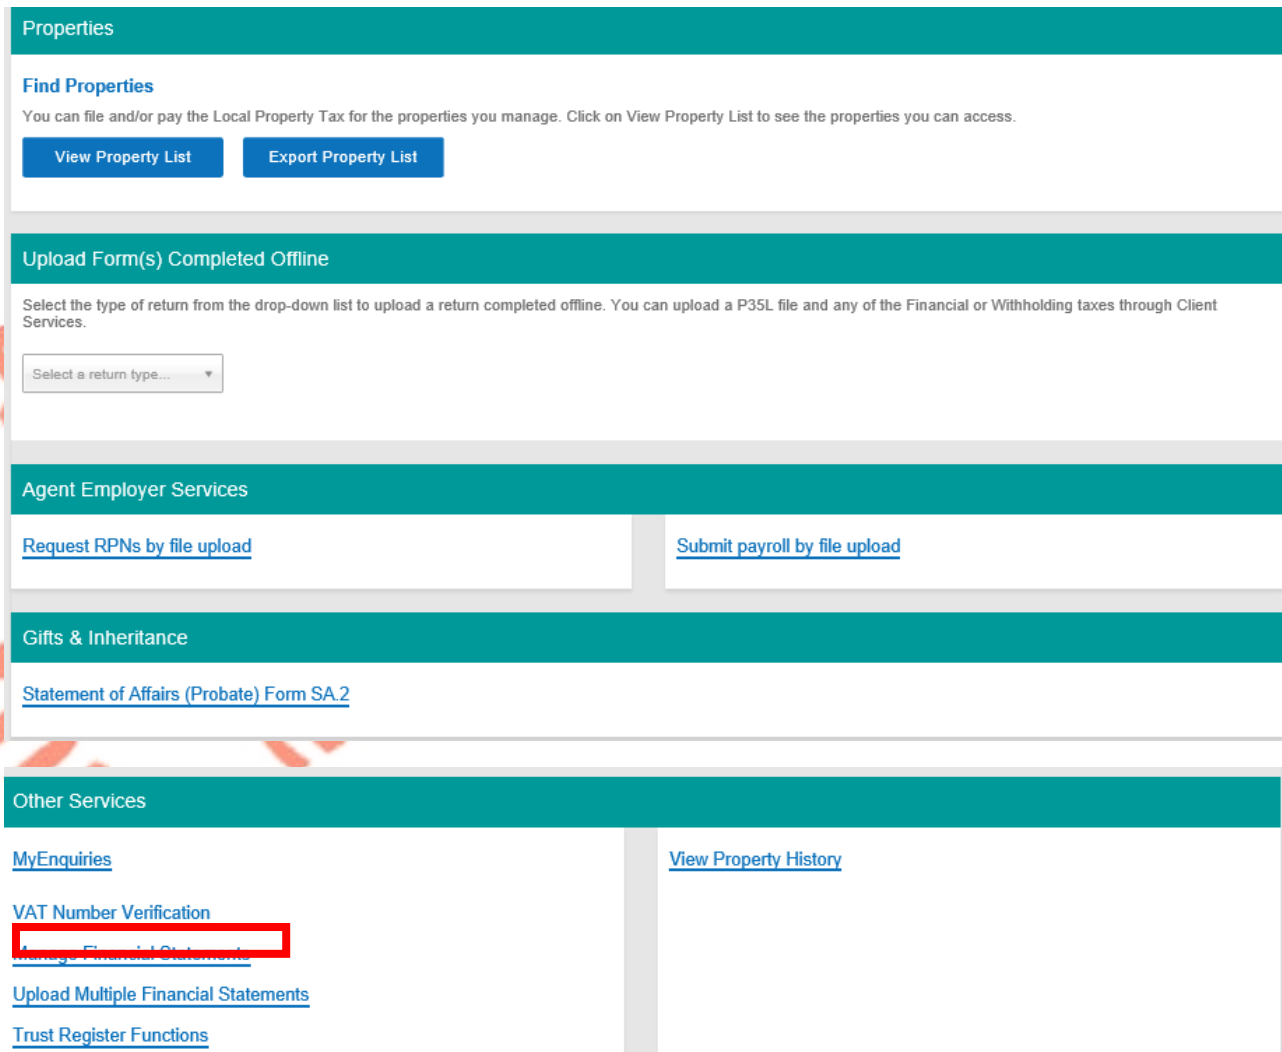 Properties
Find Properties
You can file and/or pay the Local Property Tax for the properties you manage. Click on View Property List to see the properties you can access.
View Property List
Export Property List
Upload Form(s) Completed Offline
Select the type of return from the drop-down list to upload a return completed offline. You can upload a P35L file and any of the Financial or Withholding taxes through Client
Services.
Select a return type...
Agent Employer Services
Request RPNs by file upload
Submit payroll by file upload
Gifts & Inheritance
Statement of Affairs (Probate) Form SA.2
Other Services
MyEnquiries
View Property History
VAT Number Verification
Manage Financial Statements
Upload Multiple Financial Statements
Trust Register Functions